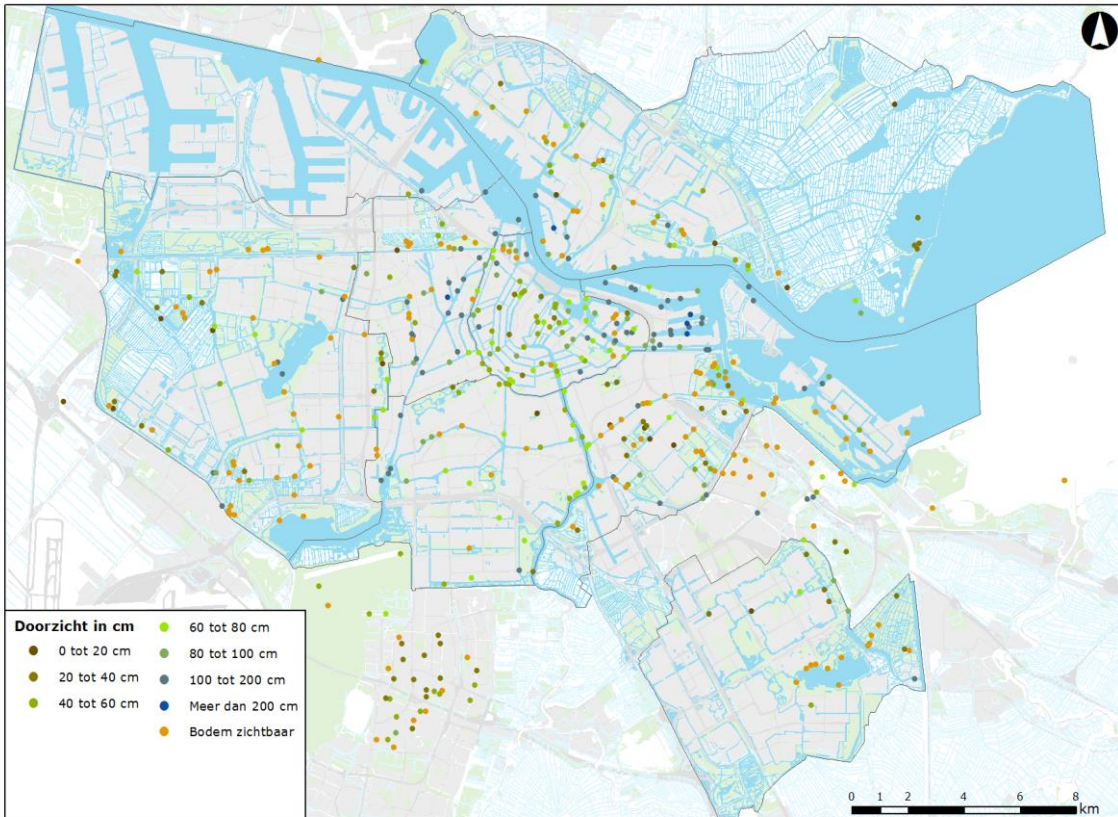 Doorzicht in cm
0 tot 20 cm
20 tot 40 cm
40 tot 60 cm
60 tot 80 cm
80 tot 100 cm
100 tot 200 cm
Meer dan 200 cm
Bodem zichtbaar
0 1 2 4 6 8
km